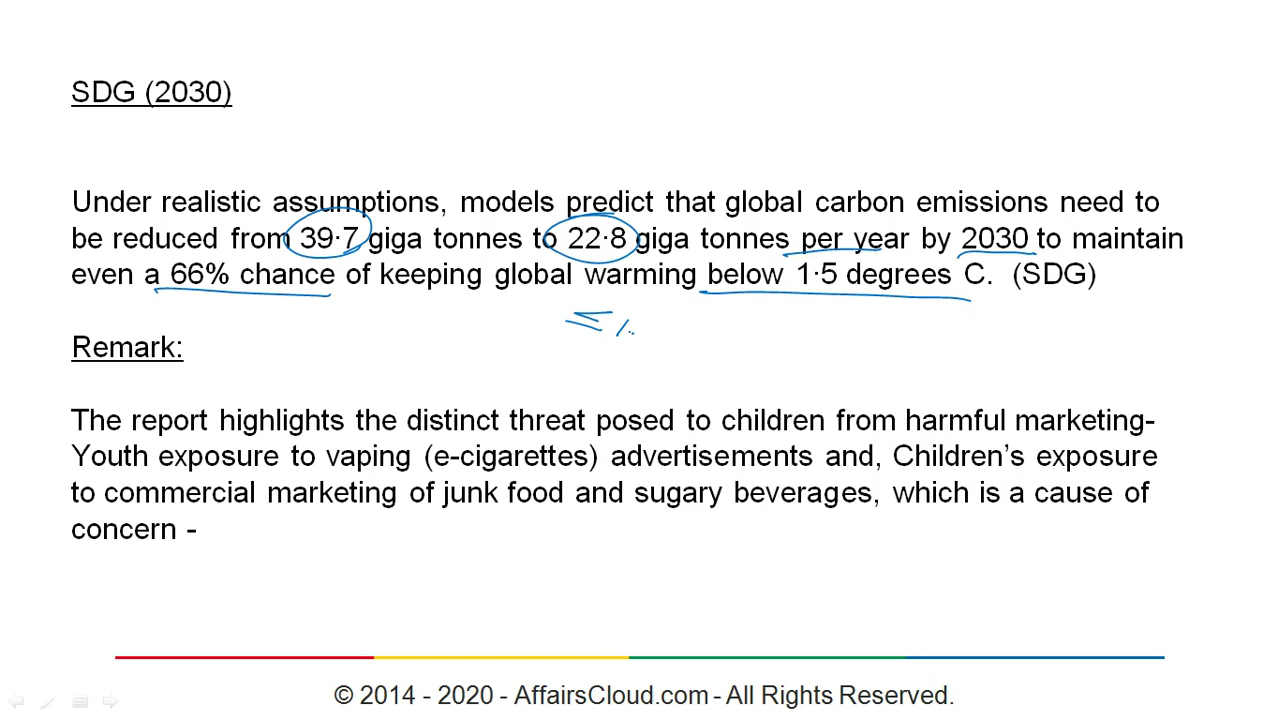 SDG (2030)
Under realistic assumptions, models predict that global carbon emissions need to
be reduced from 39·7 giga tonnes to 22·8 giga tonnes per year by 2030 to maintain
even a 66% chance of keeping global warming below 1·5 degrees C. (SDG)
≤ 1.
Remark:
The report highlights the distinct threat posed to children from harmful marketing-
Youth exposure to vaping (e-cigarettes) advertisements and, Children’s exposure
to commercial marketing of junk food and sugary beverages, which is a cause of
concern -
© 2014 - 2020 - AffairsCloud.com - All Rights Reserved.